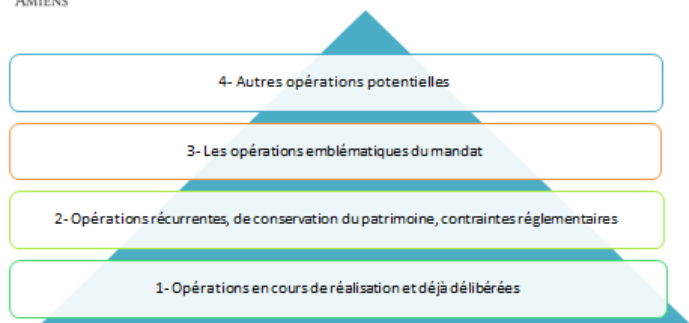 AMIENS
4- Autres opérations potentielles
3- Les opérations emblématiques du mandat
2- Opérations récurrentes, de conservation du patrimoine, contraintes réglementaires
1- Opérations en cours de réalisation et déjà délibérées